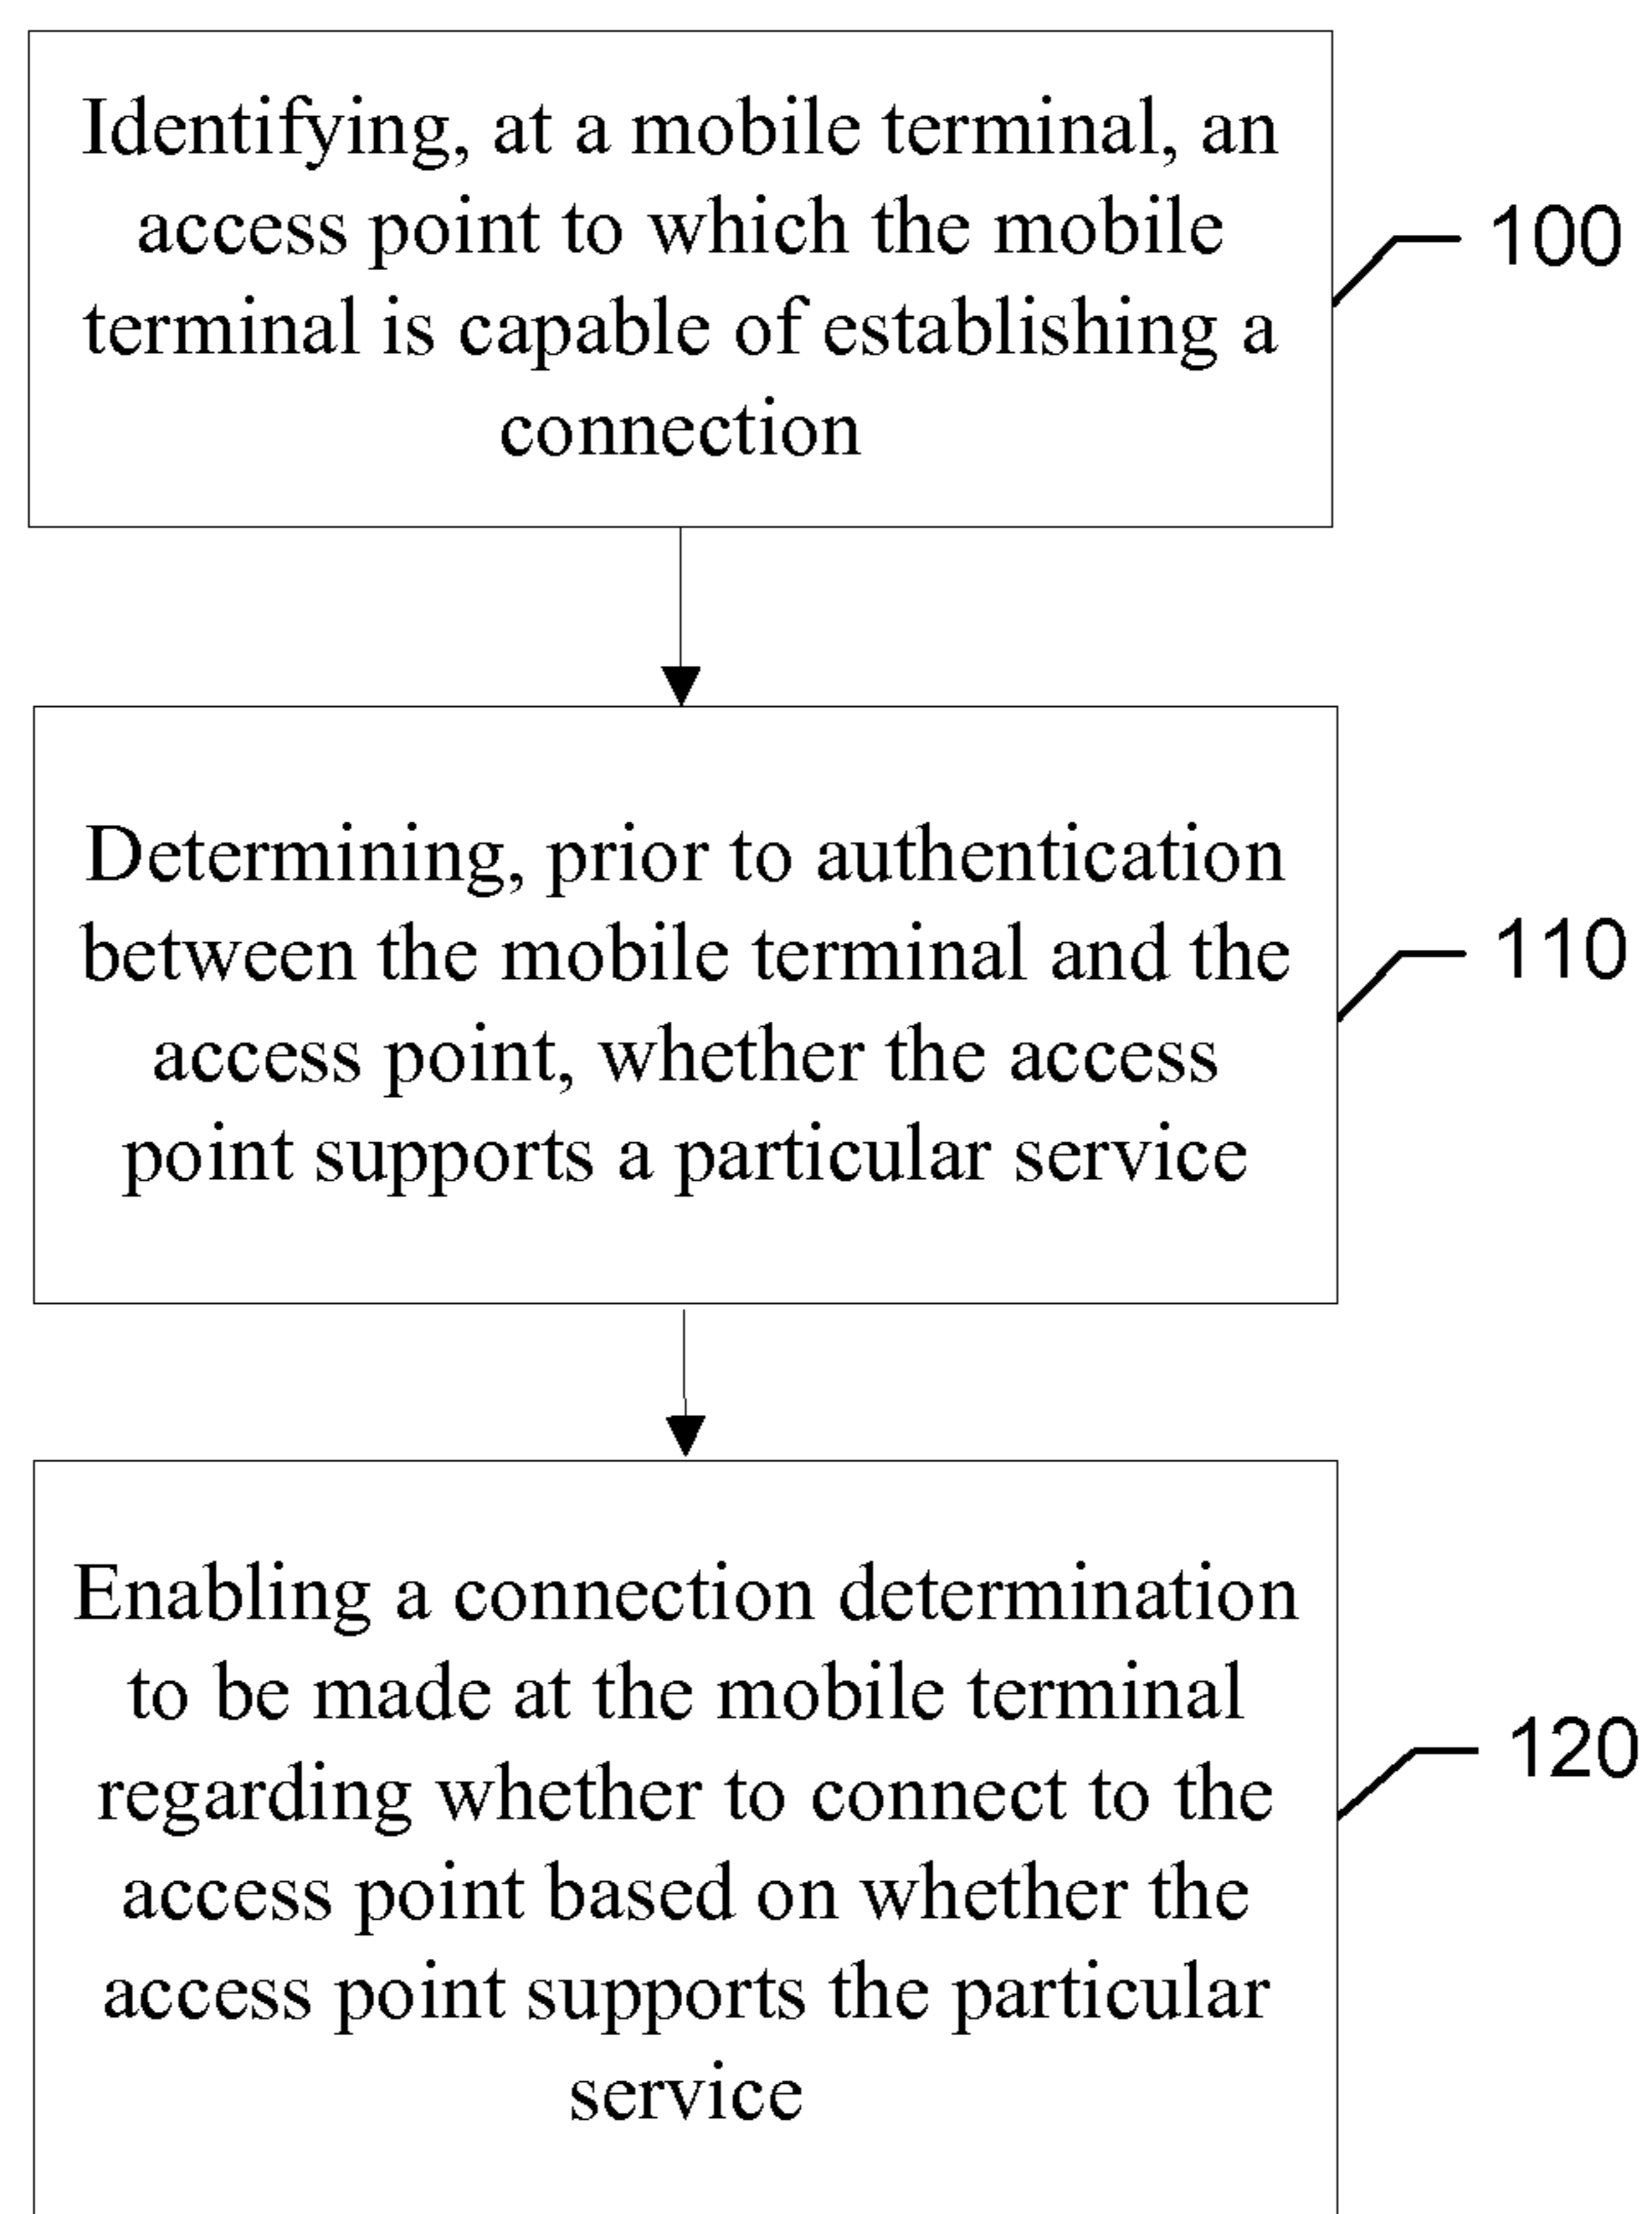 Identifying, at a mobile terminal, an
access point to which the mobile
terminal is capable of establishing a
connection
100
Determining, prior to authentication
between the mobile terminal and the
access point, whether the access
point supports a particular service
110
Enabling a connection determination
to be made at the mobile terminal
regarding whether to connect to the
access point based on whether the
access point supports the particular
service
120